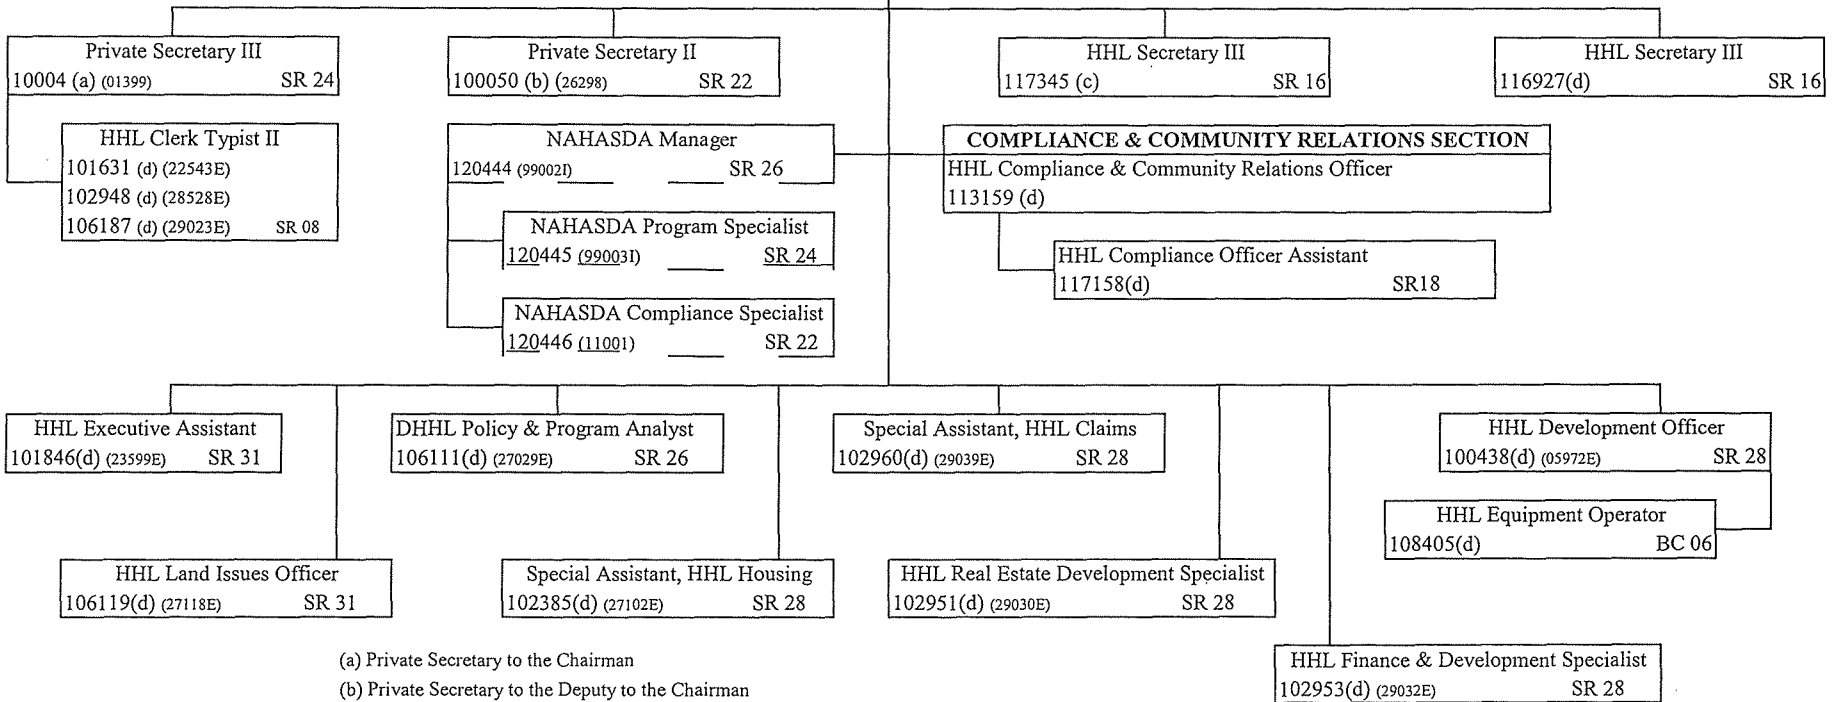 Private Secretary III
10004 (a) (01399) SR 24
Private Secretary II
100050 (b) (26298) SR 22
HHL Secretary III
117345 (c) SR 16
HHL Secretary III
116927(d) SR 16
HHL Clerk Typist II
101631 (d) (22543E)
102948 (d) (28528E)
106187 (d) (29023E) SR 08
NAHASDA Manager
120444 (99002I) SR 26
COMPLIANCE & COMMUNITY RELATIONS SECTION
HHL Compliance & Community Relations Officer
113159 (d)
NAHASDA Program Specialist
120445 (99003I) SR 24
HHL Compliance Officer Assistant
117158(d) SR18
NAHASDA Compliance Specialist
120446 (11001) SR 22
HHL Executive Assistant
101846(d) (23599E) SR 31
DHHL Policy & Program Analyst
106111(d) (27029E) SR 26
Special Assistant, HHL Claims
102960(d) (29039E) SR 28
HHL Development Officer
100438(d) (05972E) SR 28
HHL Equipment Operator
108405(d) BC 06
HHL Land Issues Officer
106119(d) (27118E) SR 31
Special Assistant, HHL Housing
102385(d) (27102E) SR 28
HHL Real Estate Development Specialist
102951(d) (29030E) SR 28
HHL Finance & Development Specialist
102953(d) (29032E) SR 28
(a) Private Secretary to the Chairman
(b) Private Secretary to the Deputy to the Chairman